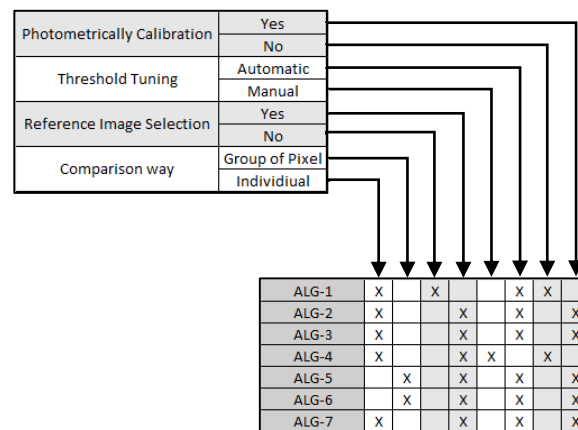 Photometrically Calibration Yes
No
Threshold Tuning Automatic
Manual
Reference Image Selection Yes
No
Comparison way Group of Pixel
Individiual
ALG-1 X X X X
ALG-2 X X X X
ALG-3 X X X X
ALG-4 X X X X
ALG-5 X X X X
ALG-6 X X X X
ALG-7 X X X X